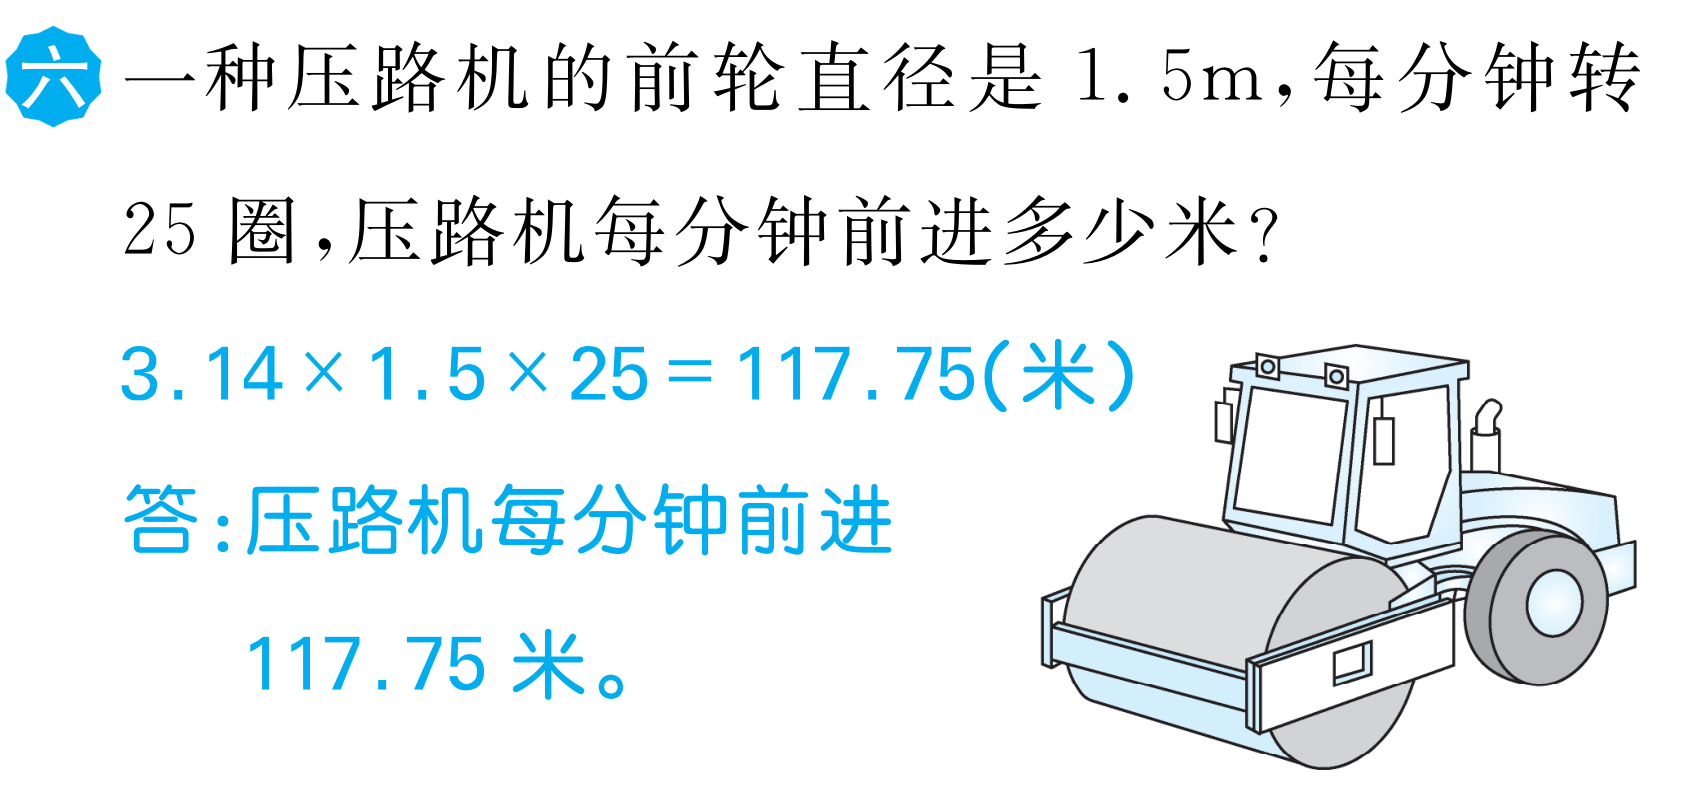 六 一种压路机的前轮直径是 1.5m,每分钟转
25 圈,压路机每分钟前进多少米?
3.14×1.5×25=117.75(米)
答:压路机每分钟前进
117.75 米。